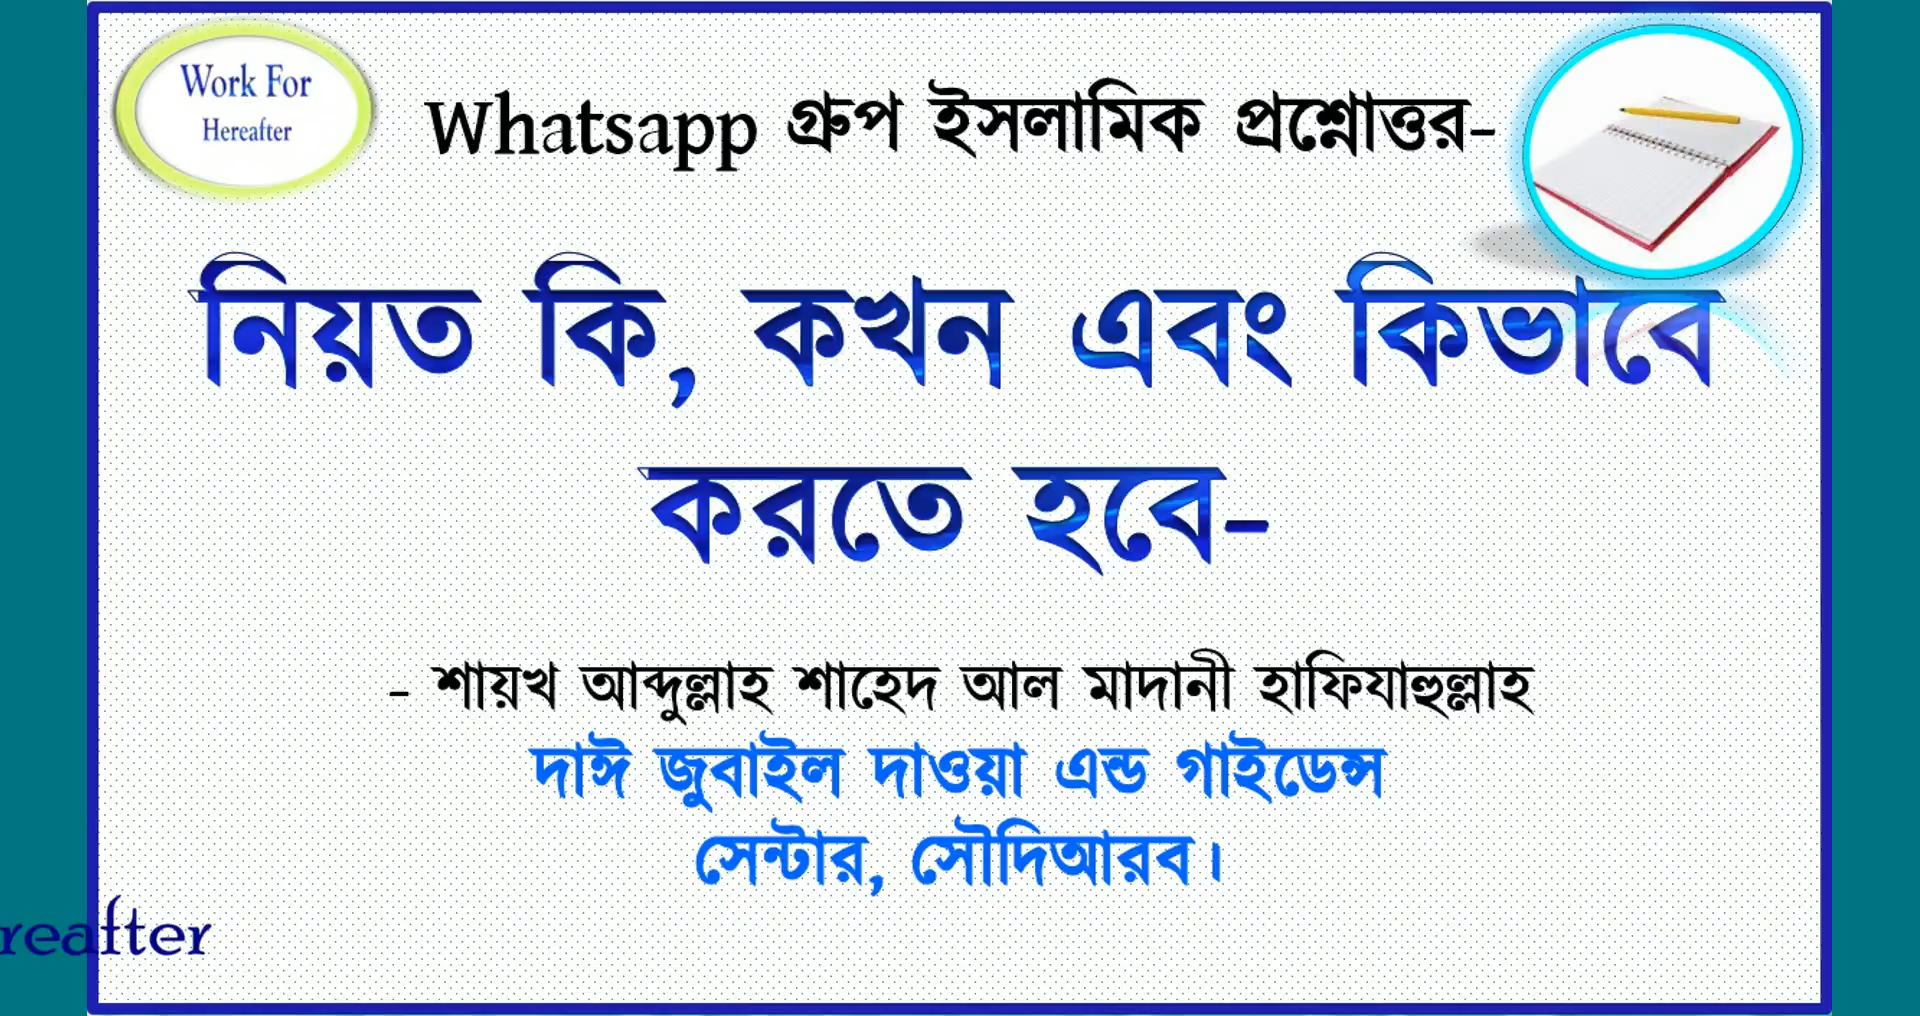 Work For
Hereafter
Whatsapp গ্রুপ ইসলামিক প্রশ্নোত্তর-
নিয়ত কি, কখন এবং কিভাবে
করতে হবে-
- শায়খ আব্দুল্লাহ শাহেদ আল মাদানী হাফিযাহুল্লাহ
দাঈ জুবাইল দাওয়া এন্ড গাইডেন্স
সেন্টার, সৌদিআরব।
reafter